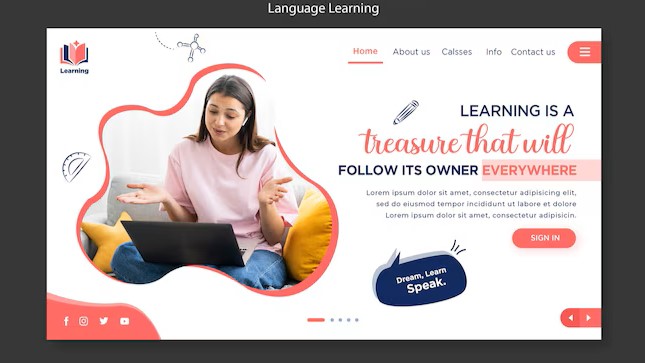 Language Learning
Learning
Home About us Calsses Info Contact us
LEARNING IS A
treasure that will
FOLLOW ITS OWNER EVERYWHERE
Lorem ipsum dolor sit amet, consectetur adipisicing elit,
sed do eiusmod tempor incididunt ut labore et dolore
Lorem ipsum dolor sit amet, consectetur adipisicin.
SIGN IN
Dream, Learn
Speak.